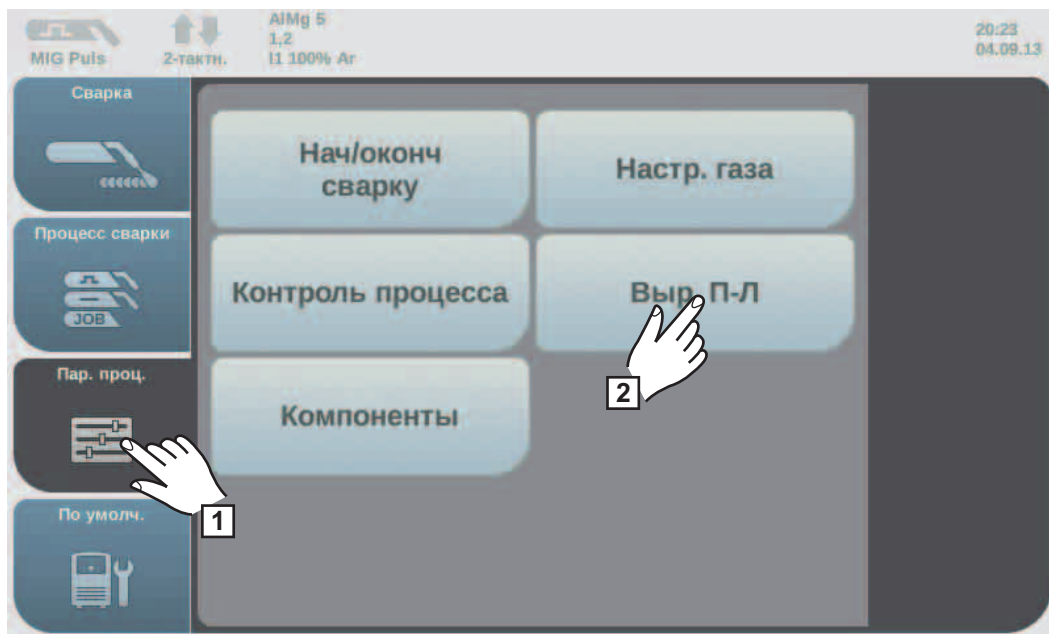 AlMg 5
1,2
I1 100% Ar
MIG Puls
2-тактн.
20:23
04.09.13
Сварка
Процесс сварки
JOB
Пар. проц.
По умолч.
Нач/оконч
сварку
Настр. газа
Контроль процесса
Выр. П-Л
Компоненты
1
2